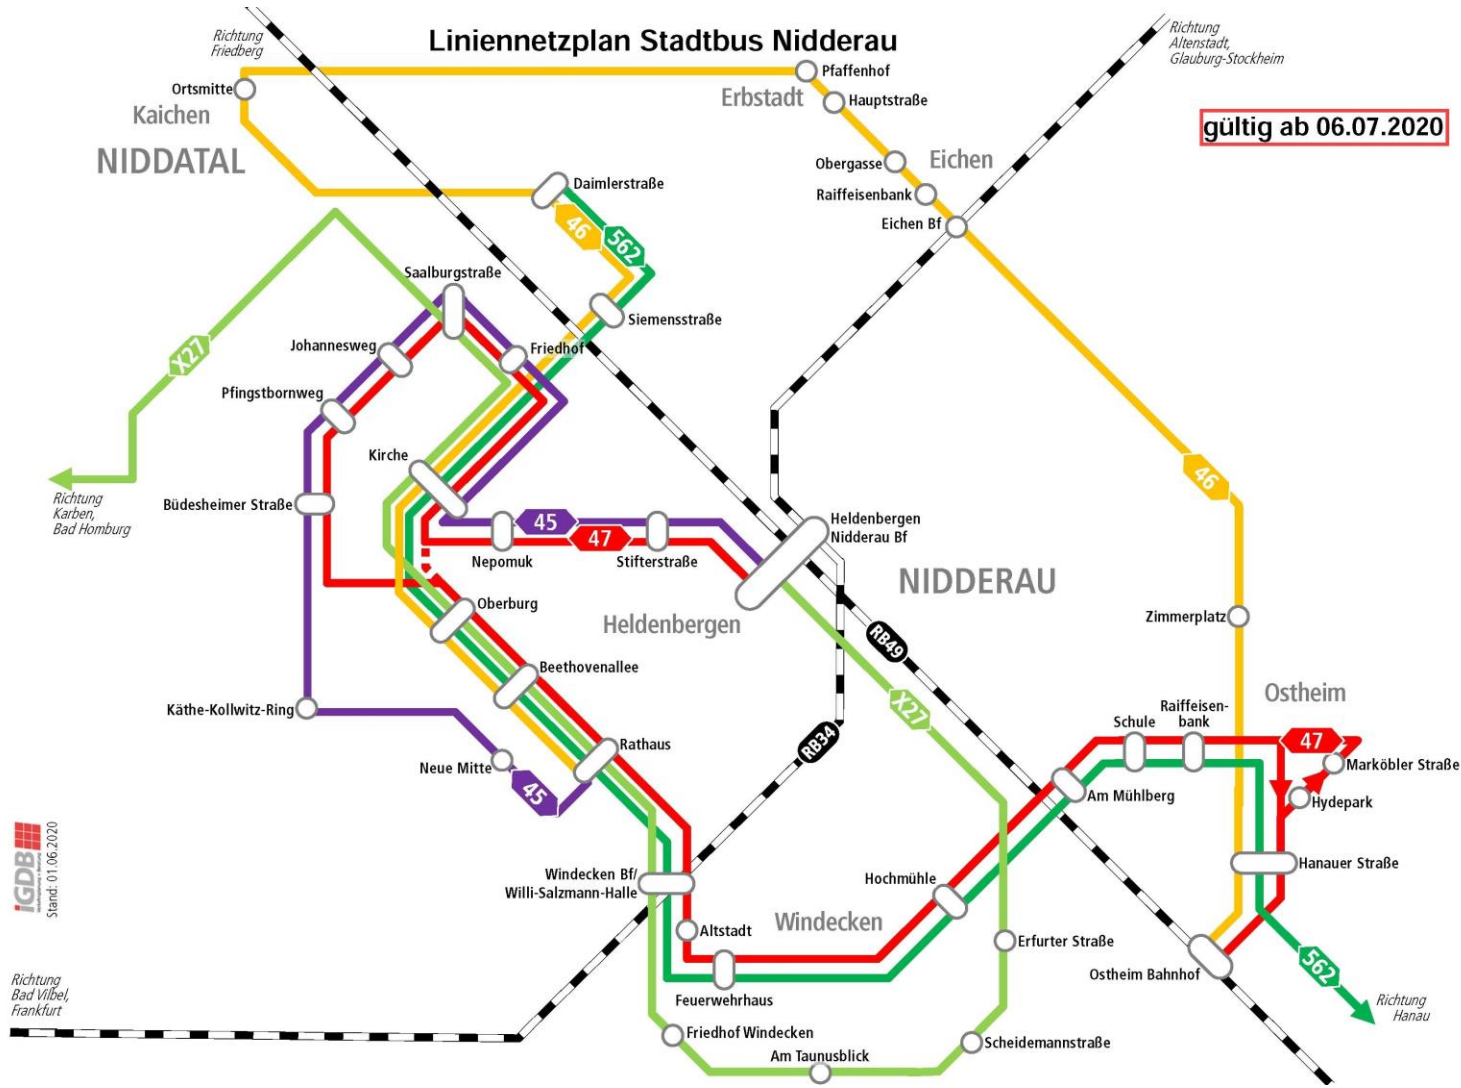 Liniennetzplan Stadtbus Nidderau
Richtung
Friedberg
Richtung
Altenstadt,
Glauburg-Stockheim
gültig ab 06.07.2020
Ortsmitte
Kaichen
NIDDATAL
Pfaffenhof
Erbstadt
Hauptstraße
Obergasse
Eichen
Raiffeisenbank
Eichen Bf
Daimlerstraße
46
562
Saalburgstraße
Siemensstraße
X27
Johannesweg
Friedhof
Pfingstbornweg
Kirche
Richtung
Karben,
Bad Homburg
Büdesheimer Straße
45
47
Nepomuk
Stifterstraße
Heldenbergen
Nidderau Bf
NIDDERAU
46
Heldenbergen
Oberburg
RB49
Zimmerplatz
Beethovenallee
X27
Ostheim
Käthe-Kollwitz-Ring
Rathaus
RB34
Neue Mitte
45
Schule
Raiffeisen-
bank
47
Marköbler Straße
Am Mühlberg
Hydepark
iGDB
Stand: 01.06.2020
Windecken Bf/
Willi-Salzmann-Halle
Hochmühle
Hanauer Straße
Windecken
Altstadt
Erfurter Straße
Ostheim Bahnhof
562
Feuerwehrhaus
Richtung
Hanau
Richtung
Bad Vilbel,
Frankfurt
Friedhof Windecken
Scheidemannstraße
Am Taunusblick